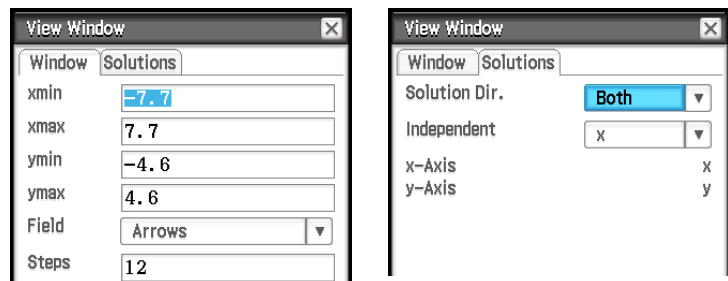 View Window
Window Solutions
xmin -7.7
xmax 7.7
ymin -4.6
ymax 4.6
Field Arrows
Steps 12
View Window
Window Solutions
Solution Dir. Both
Independent x
x-Axis x
y-Axis y